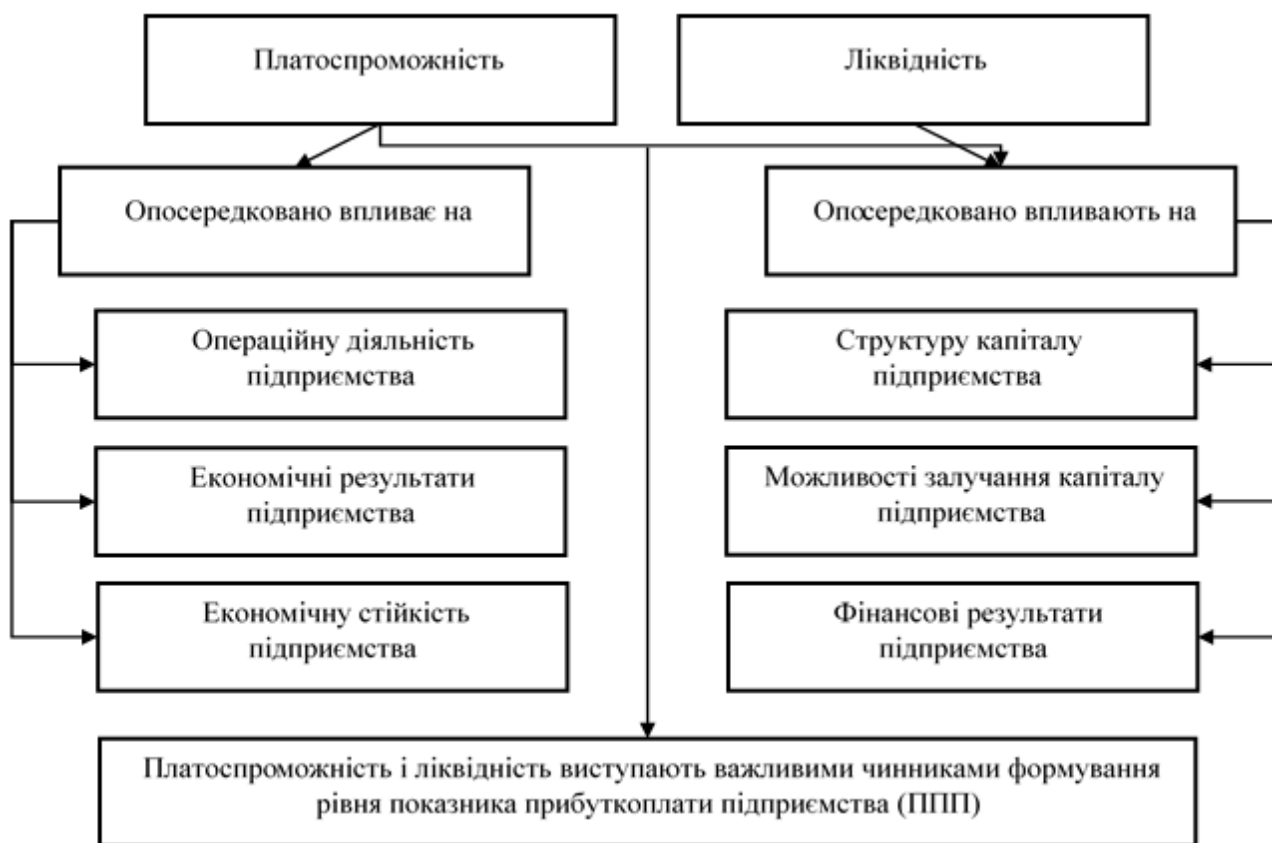 Платоспроможність
Ліквідність
Опосередковано впливає на
Опосередковано впливають на
Операційну діяльність
підприємства
Структуру капіталу
підприємства
Економічні результати
підприємства
Можливості залучання капіталу
підприємства
Економічну стійкість
підприємства
Фінансові результати
підприємства
Платоспроможність і ліквідність виступають важливими чинниками формування
рівня показника прибуткоплати підприємства (ППП)